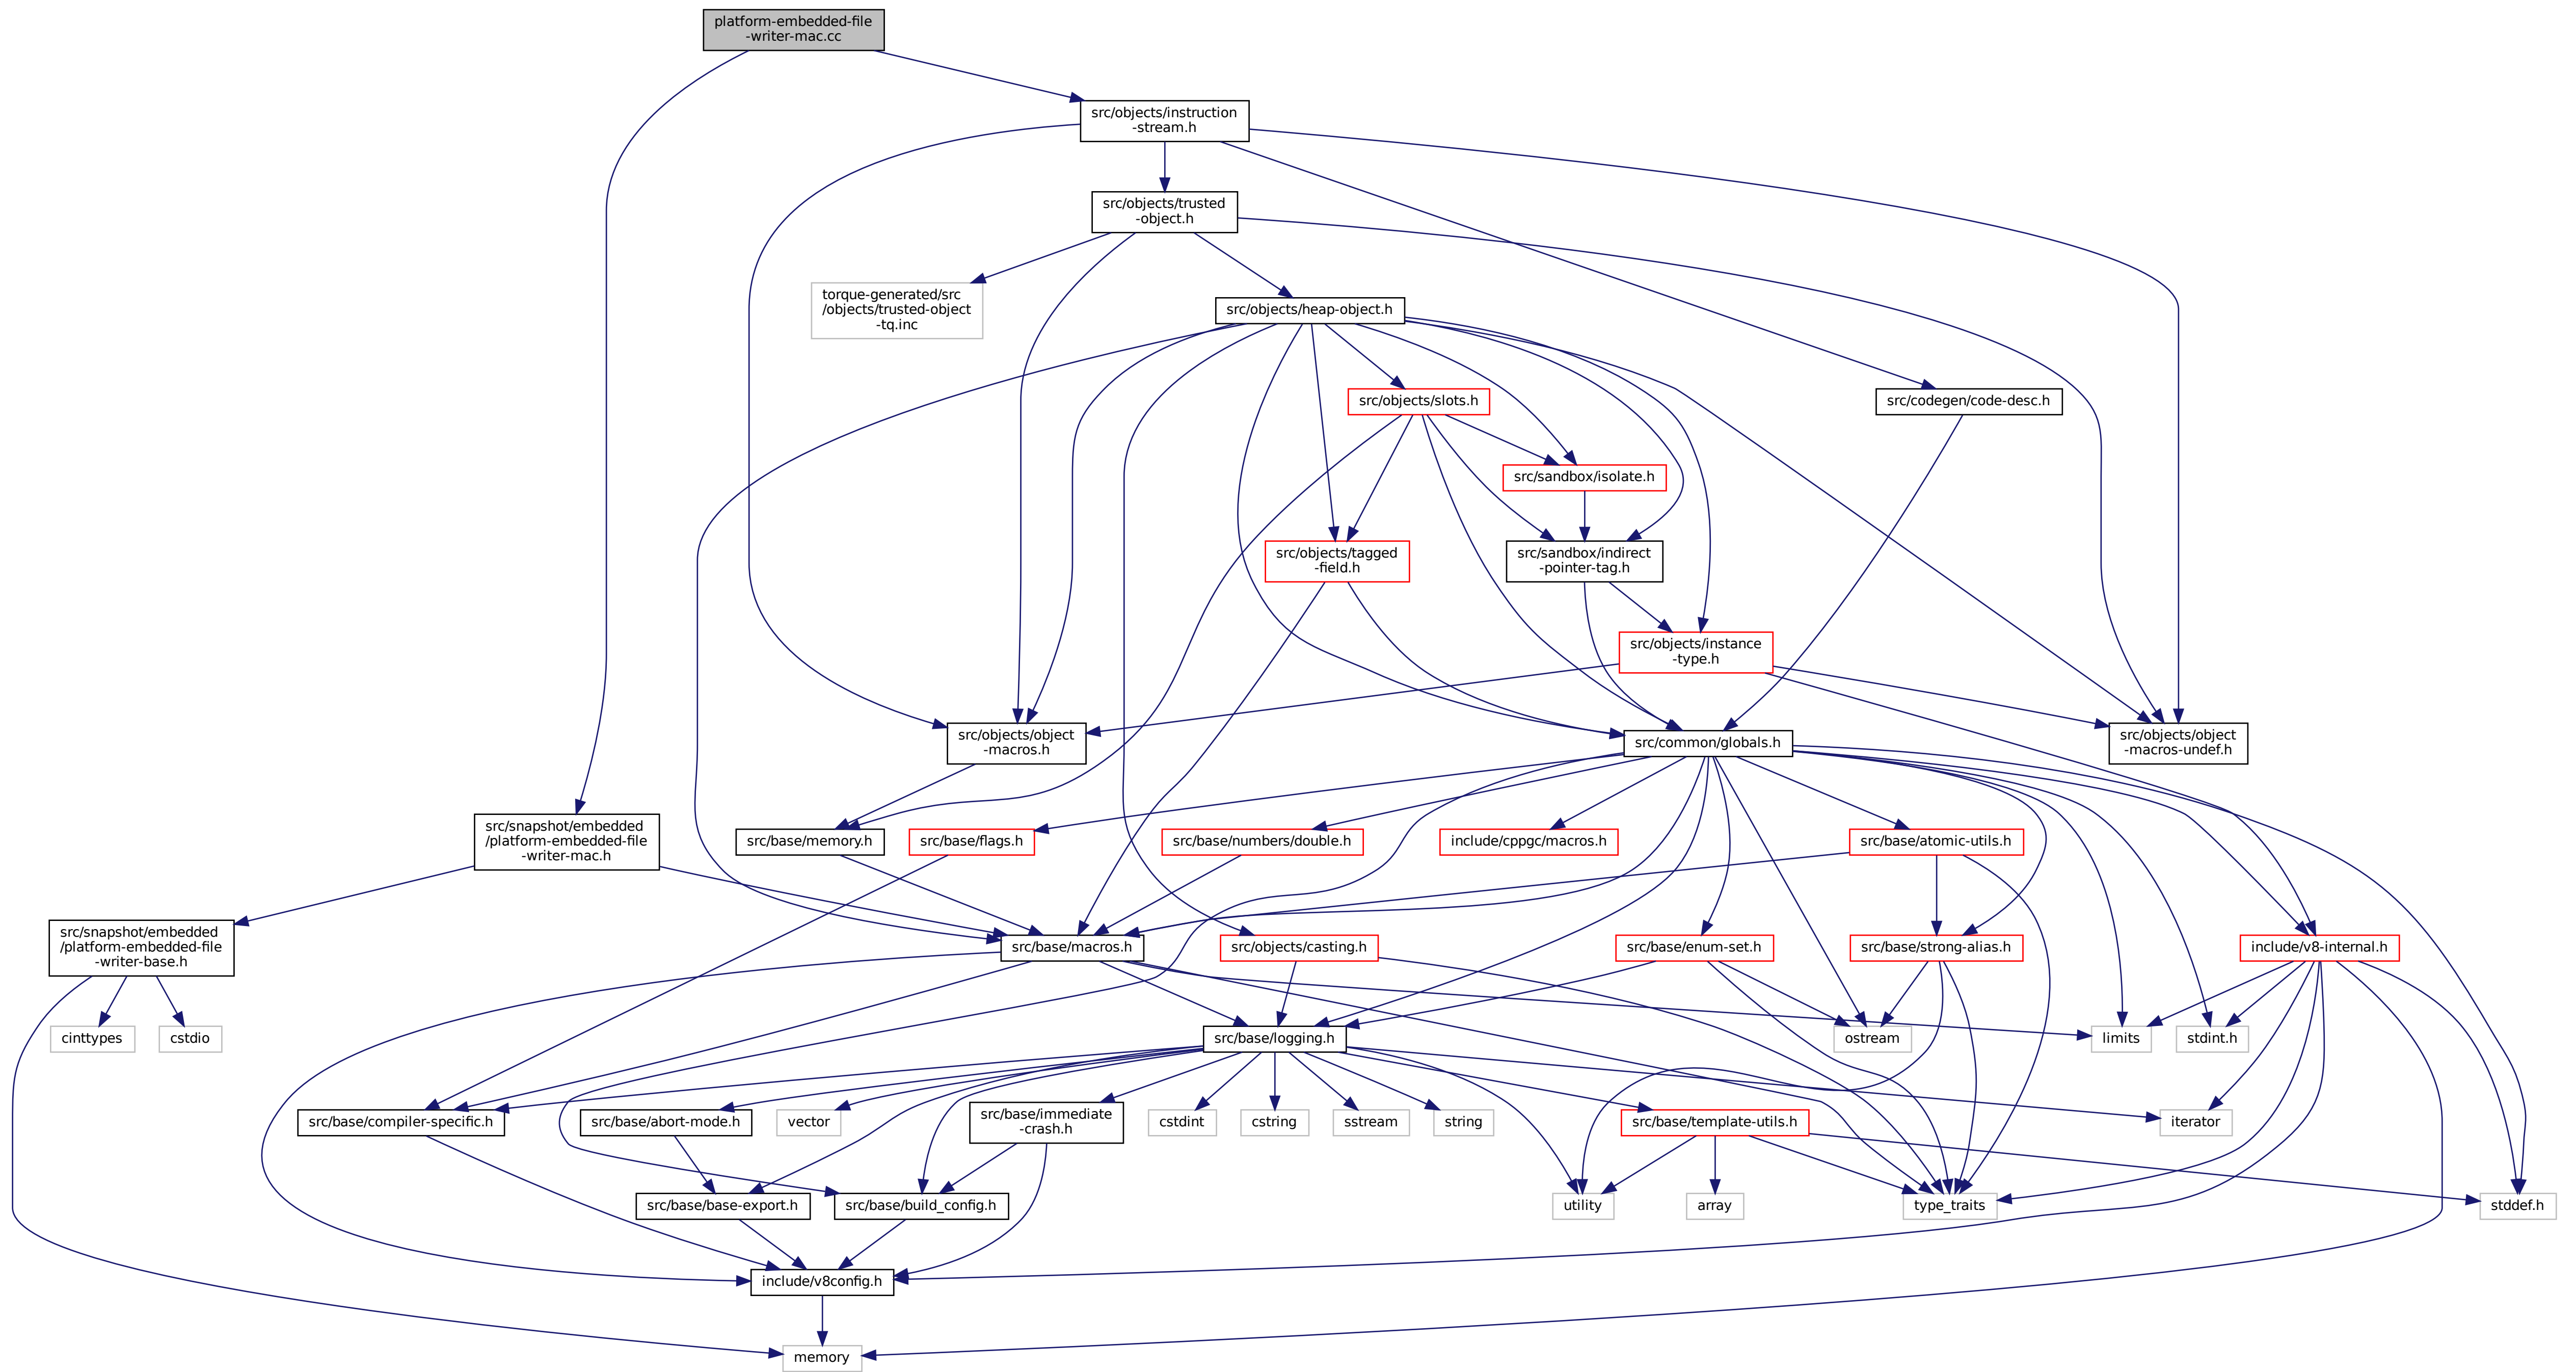 platform-embedded-file
-writer-mac.cc
src/objects/instruction
-stream.h
src/objects/trusted
-object.h
torque-generated/src
/objects/trusted-object
-tq.inc
src/objects/heap-object.h
src/objects/slots.h
src/codegen/code-desc.h
src/sandbox/isolate.h
src/objects/tagged
-field.h
src/sandbox/indirect
-pointer-tag.h
src/objects/instance
-type.h
src/objects/object
-macros.h
src/common/globals.h
src/objects/object
-macros-undef.h
src/snapshot/embedded
/platform-embedded-file
-writer-mac.h
src/base/memory.h
src/base/flags.h
src/base/numbers/double.h
include/cppgc/macros.h
src/base/atomic-utils.h
src/snapshot/embedded
/platform-embedded-file
-writer-base.h
src/base/macros.h
src/objects/casting.h
src/base/enum-set.h
src/base/strong-alias.h
include/v8-internal.h
cinttypes
cstdio
src/base/logging.h
ostream
limits
stdint.h
src/base/compiler-specific.h
src/base/abort-mode.h
vector
src/base/immediate
-crash.h
cstdint
cstring
sstream
string
src/base/template-utils.h
iterator
src/base/base-export.h
src/base/build_config.h
utility
array
type_traits
stddef.h
include/v8config.h
memory